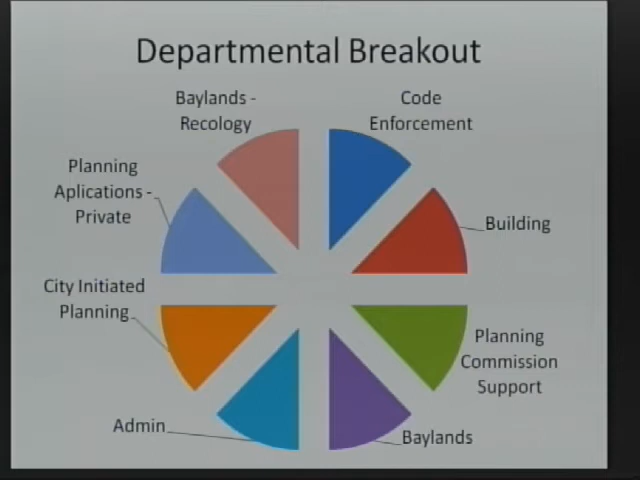 Departmental Breakout
Baylands -
Recology
Code
Enforcement
Planning
Aplications -
Private
Building
City Initiated
Planning
Planning
Commission
Support
Admin
Baylands